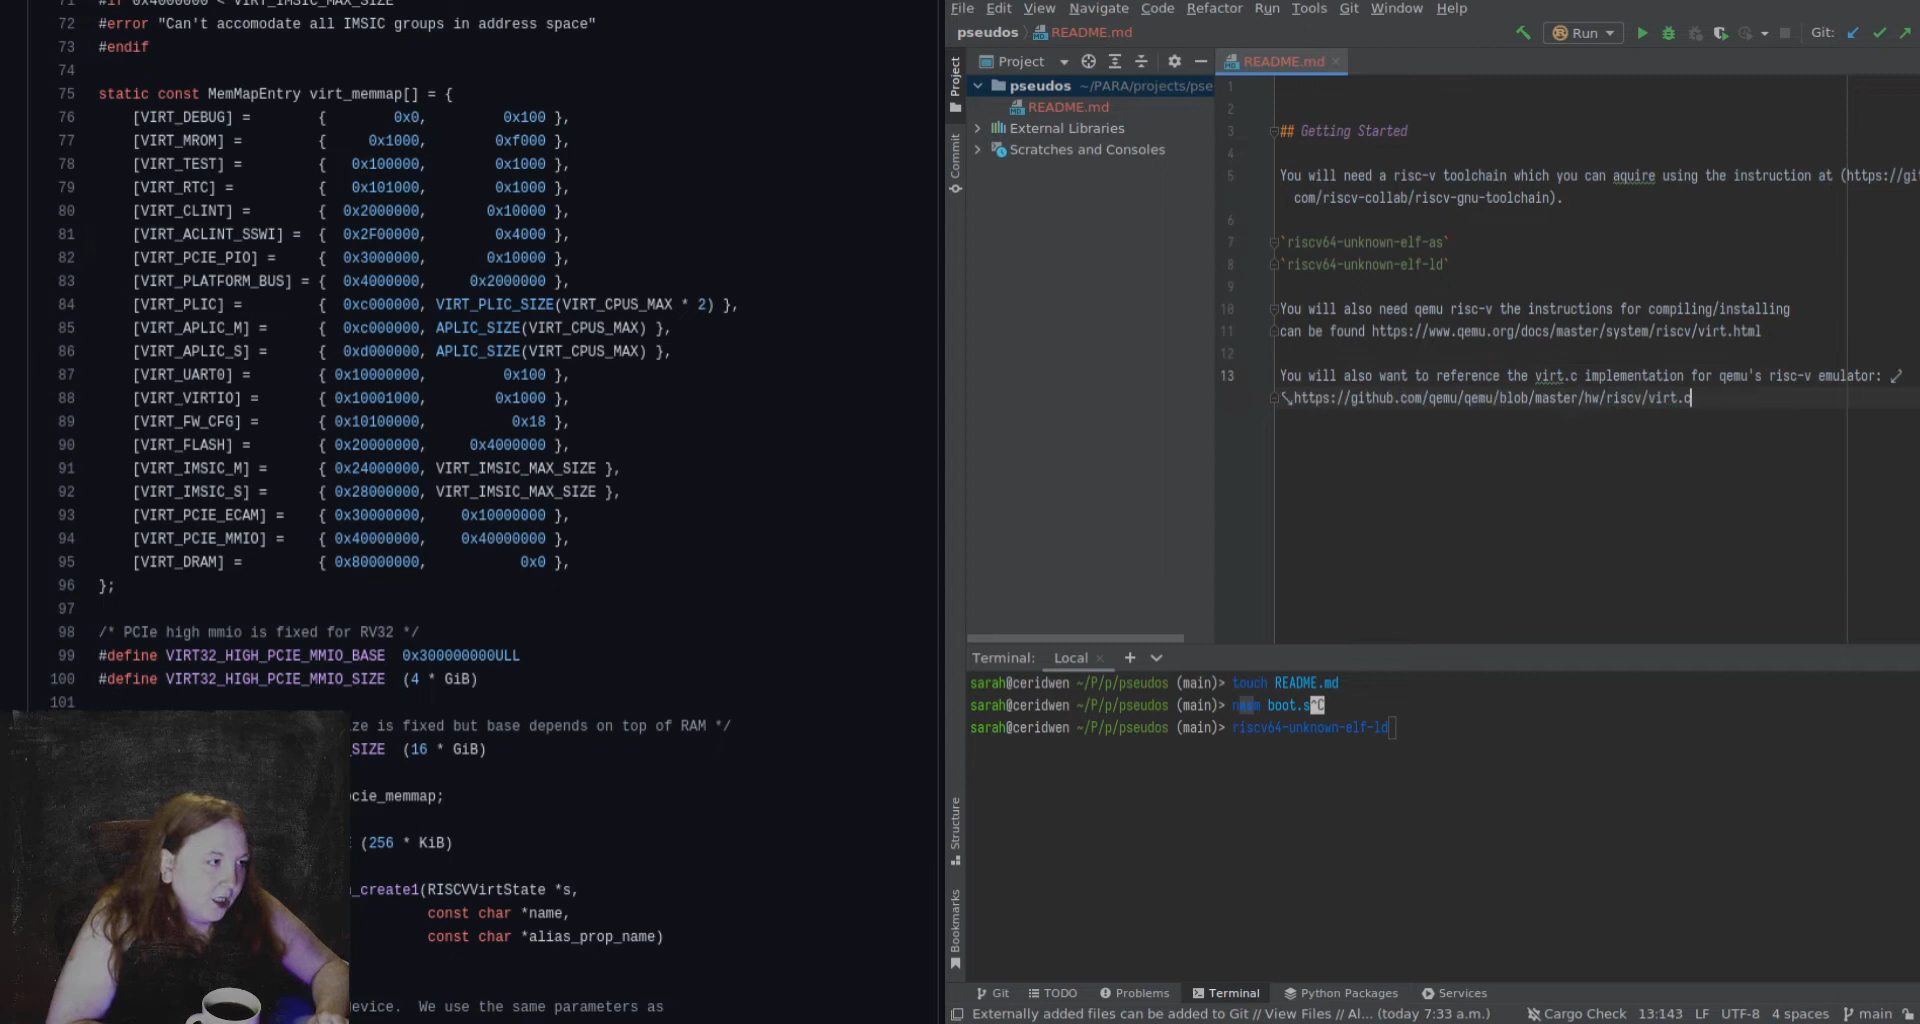 71 #if 0x4000000 < VIRT_IMSIC_MAX_SIZE
72 #error "Can't accomodate all IMSIC groups in address space"
73 #endif
74
75 static const MemMapEntry virt_memmap[] = {
76 [VIRT_DEBUG] = { 0x0, 0x100 },
77 [VIRT_MROM] = { 0x1000, 0xf000 },
78 [VIRT_TEST] = { 0x100000, 0x1000 },
79 [VIRT_RTC] = { 0x101000, 0x1000 },
80 [VIRT_CLINT] = { 0x2000000, 0x10000 },
81 [VIRT_ACLINT_SSWI] = { 0x2F00000, 0x4000 },
82 [VIRT_PCIE_PIO] = { 0x3000000, 0x10000 },
83 [VIRT_PLATFORM_BUS] = { 0x4000000, 0x2000000 },
84 [VIRT_PLIC] = { 0xc000000, VIRT_PLIC_SIZE(VIRT_CPUS_MAX * 2) },
85 [VIRT_APLIC_M] = { 0xc000000, APLIC_SIZE(VIRT_CPUS_MAX) },
86 [VIRT_APLIC_S] = { 0xd000000, APLIC_SIZE(VIRT_CPUS_MAX) },
87 [VIRT_UART0] = { 0x10000000, 0x100 },
88 [VIRT_VIRTIO] = { 0x10001000, 0x1000 },
89 [VIRT_FW_CFG] = { 0x10100000, 0x18 },
90 [VIRT_FLASH] = { 0x20000000, 0x4000000 },
91 [VIRT_IMSIC_M] = { 0x24000000, VIRT_IMSIC_MAX_SIZE },
92 [VIRT_IMSIC_S] = { 0x28000000, VIRT_IMSIC_MAX_SIZE },
93 [VIRT_PCIE_ECAM] = { 0x30000000, 0x10000000 },
94 [VIRT_PCIE_MMIO] = { 0x40000000, 0x40000000 },
95 [VIRT_DRAM] = { 0x80000000, 0x0 },
96 };
97
98 /* PCIe high mmio is fixed for RV32 */
99 #define VIRT32_HIGH_PCIE_MMIO_BASE 0x300000000ULL
100 #define VIRT32_HIGH_PCIE_MMIO_SIZE (4 * GiB)
101
ze is fixed but base depends on top of RAM */
_SIZE (16 * GiB)
cie_memmap;
(256 * KiB)
_create1(RISCVVirtState *s,
const char *name,
const char *alias_prop_name)
evice. We use the same parameters as
File Edit View Navigate Code Refactor Run Tools Git Window Help
pseudos README.md
Run Git:
Project
Commit
Project
README.md
pseudos ~/PARA/projects/pse
README.md
External Libraries
Scratches and Consoles
1
2
3 ## Getting Started
4
5 You will need a risc-v toolchain which you can aquire using the instruction at (https://git
com/riscv-collab/riscv-gnu-toolchain).
6
7 `riscv64-unknown-elf-as`
8 `riscv64-unknown-elf-ld`
9
10 You will also need qemu risc-v the instructions for compiling/installing
11 can be found https://www.qemu.org/docs/master/system/riscv/virt.html
12
13 You will also want to reference the virt.c implementation for qemu's risc-v emulator:
https://github.com/qemu/qemu/blob/master/hw/riscv/virt.c
Terminal: Local
sarah@ceridwen ~/P/p/pseudos (main)> touch README.md
sarah@ceridwen ~/P/p/pseudos (main)> boot.s^C
sarah@ceridwen ~/P/p/pseudos (main)> riscv64-unknown-elf-ld
Structure
Bookmarks
Git TODO Problems Terminal Python Packages Services
Externally added files can be added to Git // View Files // Al... (today 7:33 a.m.) Cargo Check 13:143 LF UTF-8 4 spaces main